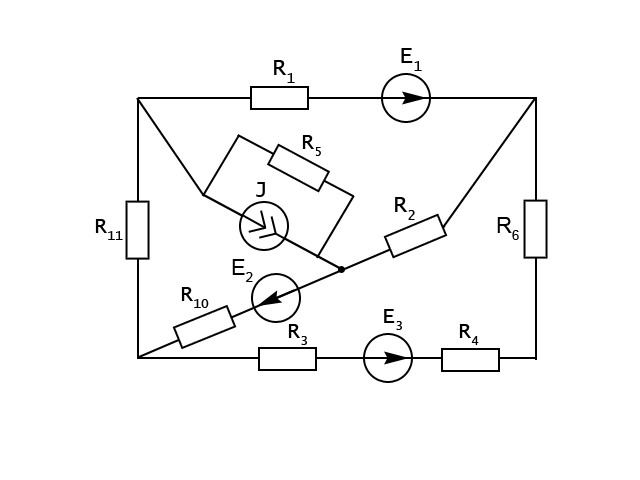 E₁
R₁
R₅
J
R₂
R₁₁
R₆
E₂
R₁₀
E₃
R₃
R₄